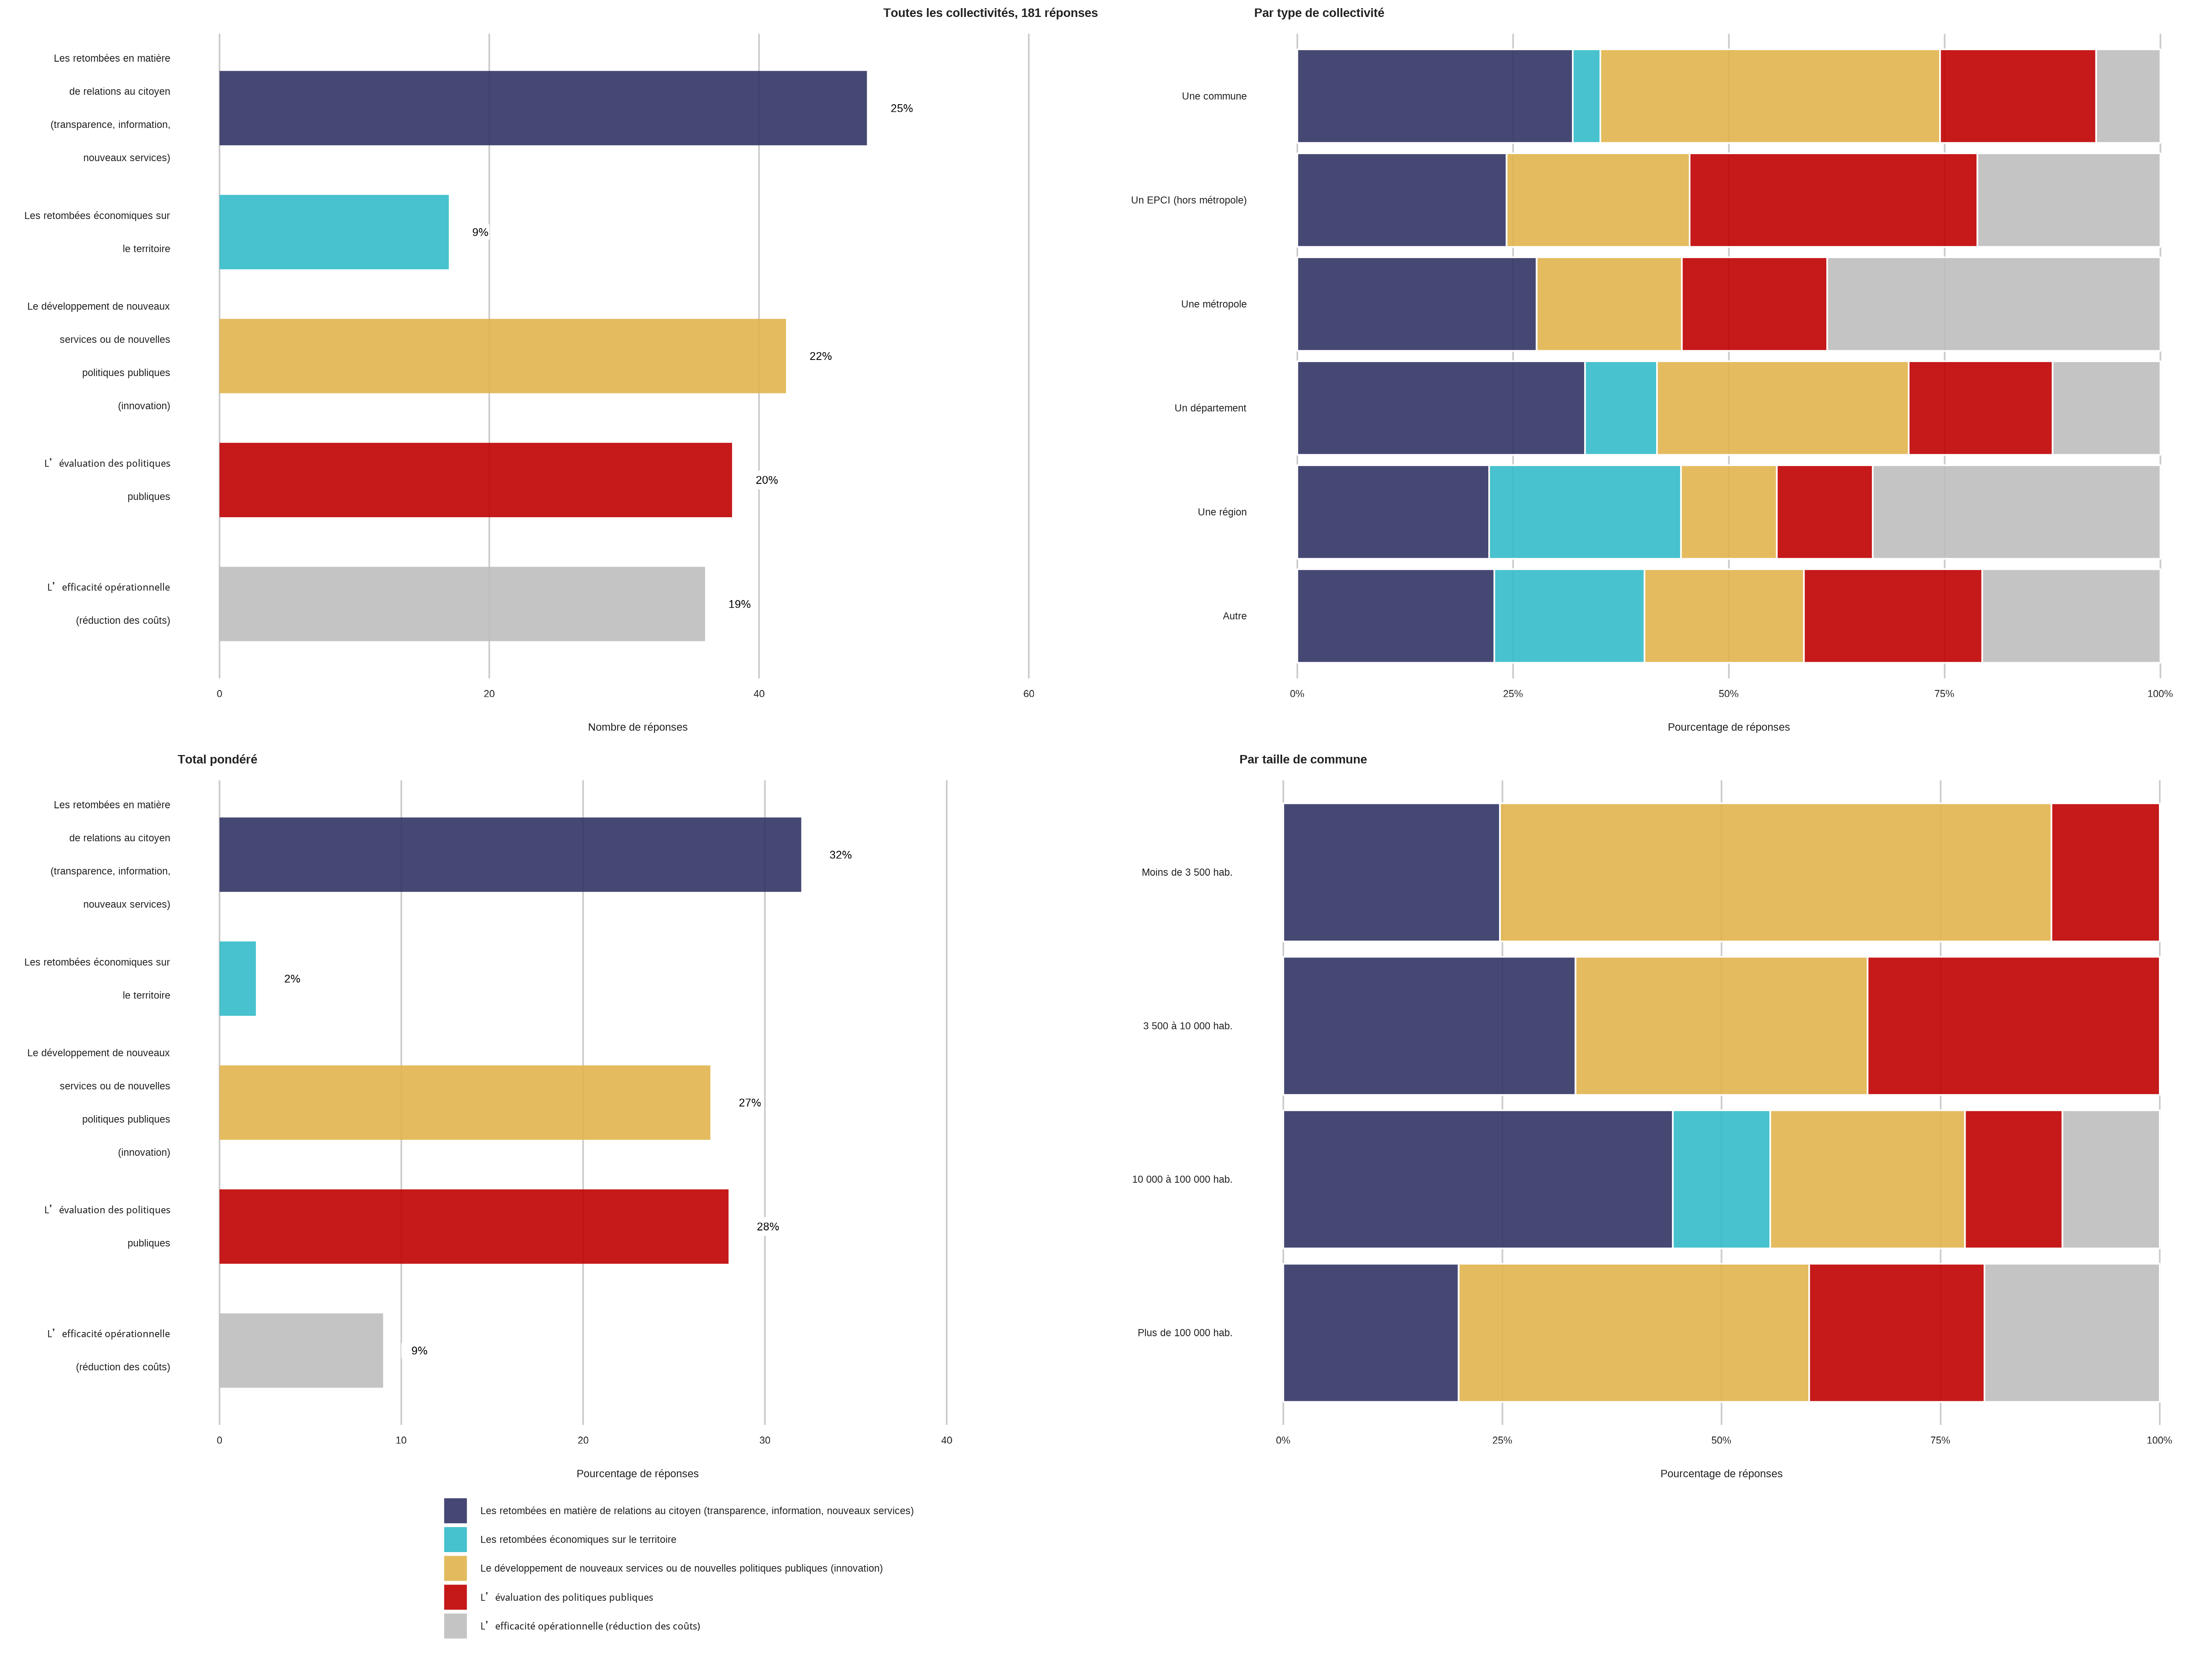 Toutes les collectivités, 181 réponses
Les retombées en matière
de relations au citoyen
(transparence, information,
nouveaux services)
25%
Les retombées économiques sur
le territoire
9%
Le développement de nouveaux
services ou de nouvelles
politiques publiques
(innovation)
22%
L’évaluation des politiques
publiques
20%
L’efficacité opérationnelle
(réduction des coûts)
19%
0 20 40 60
Nombre de réponses
Par type de collectivité
Une commune
Un EPCI (hors métropole)
Une métropole
Un département
Une région
Autre
0% 25% 50% 75% 100%
Pourcentage de réponses
Total pondéré
Les retombées en matière
de relations au citoyen
(transparence, information,
nouveaux services)
32%
Les retombées économiques sur
le territoire
2%
Le développement de nouveaux
services ou de nouvelles
politiques publiques
(innovation)
27%
L’évaluation des politiques
publiques
28%
L’efficacité opérationnelle
(réduction des coûts)
9%
0 10 20 30 40
Pourcentage de réponses
Par taille de commune
Moins de 3 500 hab.
3 500 à 10 000 hab.
10 000 à 100 000 hab.
Plus de 100 000 hab.
0% 25% 50% 75% 100%
Pourcentage de réponses
Les retombées en matière de relations au citoyen (transparence, information, nouveaux services)
Les retombées économiques sur le territoire
Le développement de nouveaux services ou de nouvelles politiques publiques (innovation)
L’évaluation des politiques publiques
L’efficacité opérationnelle (réduction des coûts)